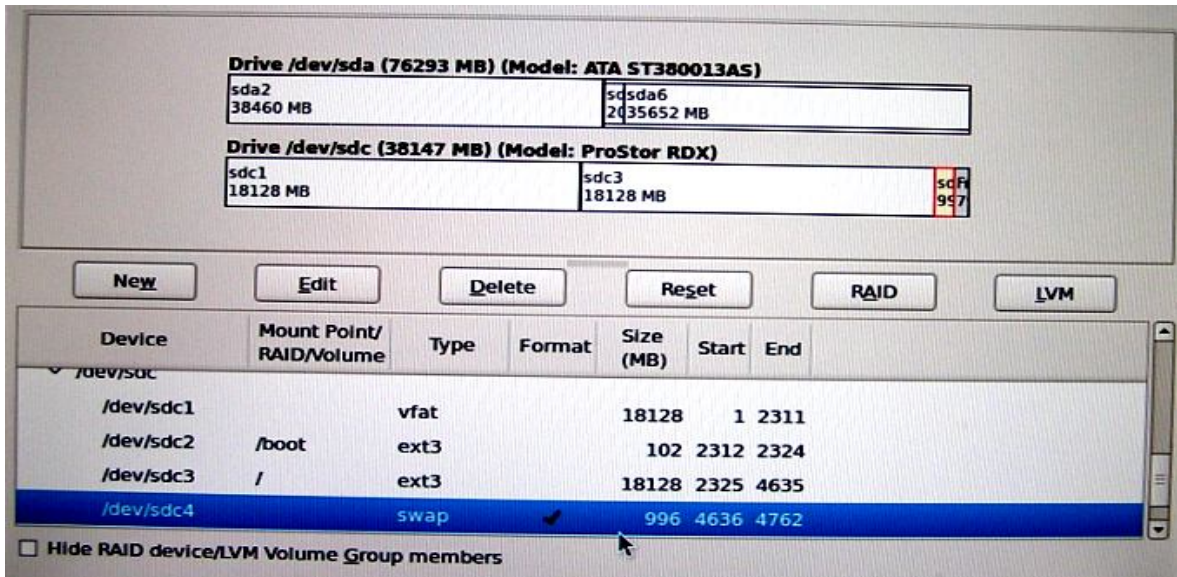 Drive /dev/sda (76293 MB) (Model: ATA ST380013AS)
sda2
38460 MB
sda6
35652 MB
Drive /dev/sdc (38147 MB) (Model: ProStor RDX)
sdc1
18128 MB
sdc3
18128 MB
New Edit Delete Reset RAID LVM
Device Mount Point/ RAID/Volume Type Format Size (MB) Start End
/dev/sdc
/dev/sdc1 vfat 18128 1 2311
/dev/sdc2 /boot ext3 102 2312 2324
/dev/sdc3 / ext3 18128 2325 4635
/dev/sdc4 swap 996 4636 4762
Hide RAID device/LVM Volume Group members